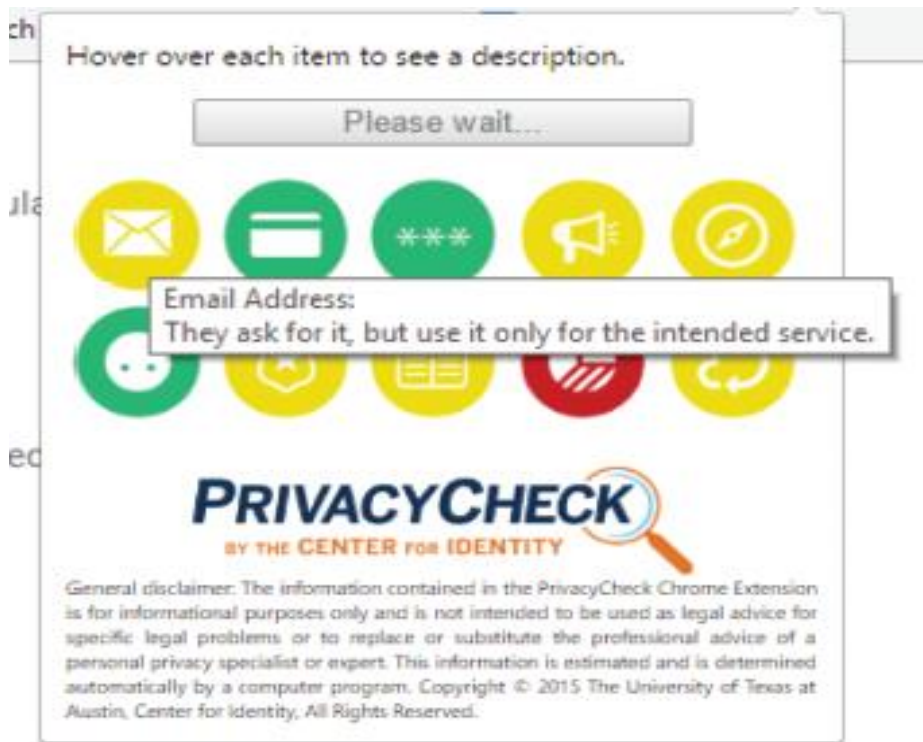 ch
Hover over each item to see a description.
Please wait...
ula
***
Email Address:
They ask for it, but use it only for the intended service.
ec
PRIVACYCHECK
BY THE CENTER FOR IDENTITY
General disclaimer: The information contained in the PrivacyCheck Chrome Extension
is for informational purposes only and is not intended to be used as legal advice for
specific legal problems or to replace or substitute the professional advice of a
personal privacy specialist or expert. This information is estimated and is determined
automatically by a computer program. Copyright © 2015 The University of Texas at
Austin, Center for Identity, All Rights Reserved.